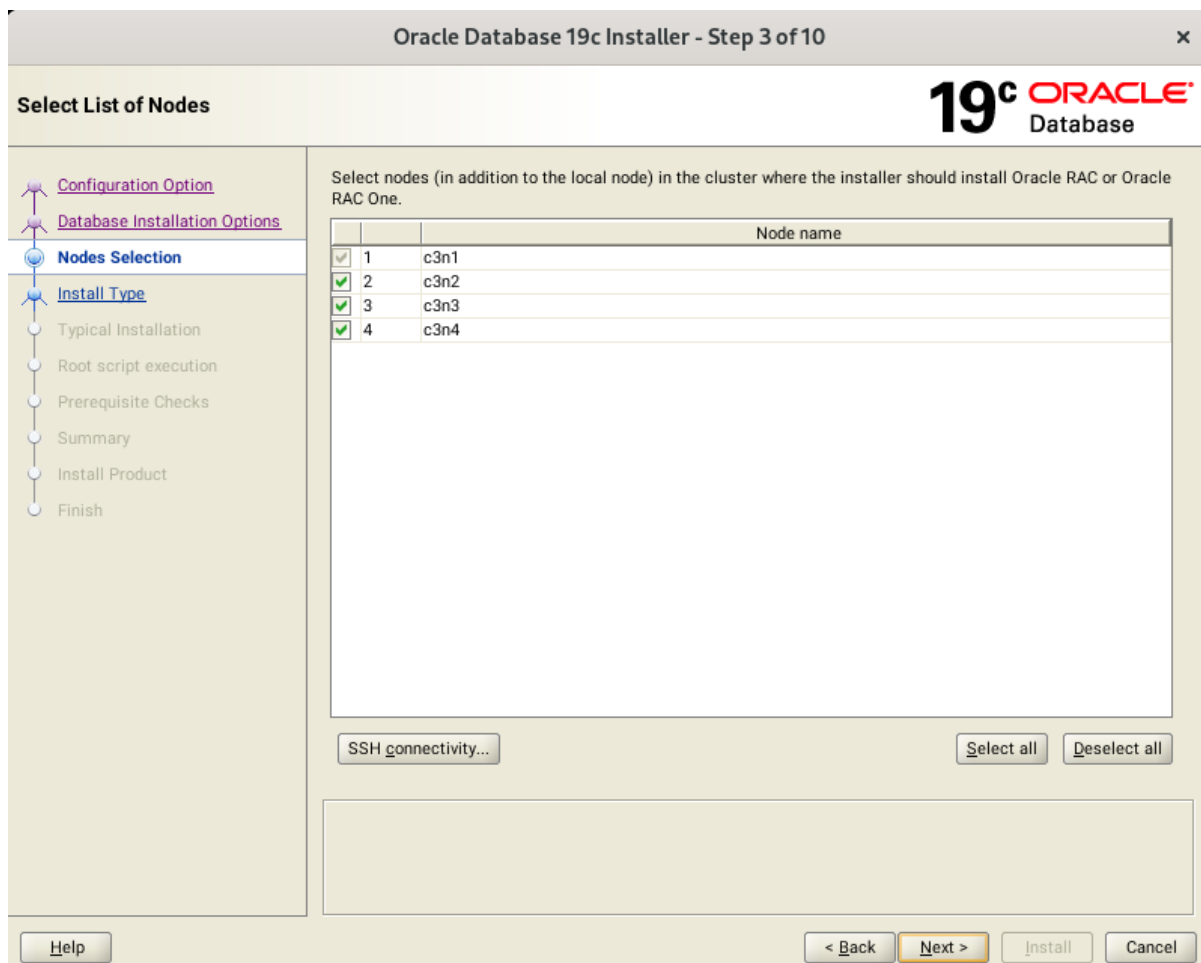 Oracle Database 19c Installer - Step 3 of 10
×
Select List of Nodes
19c ORACLE
Database
Configuration Option
Database Installation Options
Nodes Selection
Install Type
Typical Installation
Root script execution
Prerequisite Checks
Summary
Install Product
Finish
Select nodes (in addition to the local node) in the cluster where the installer should install Oracle RAC or Oracle
RAC One.
Node name
1 c3n1
2 c3n2
3 c3n3
4 c3n4
SSH connectivity...
Select all
Deselect all
Help
< Back
Next >
Install
Cancel